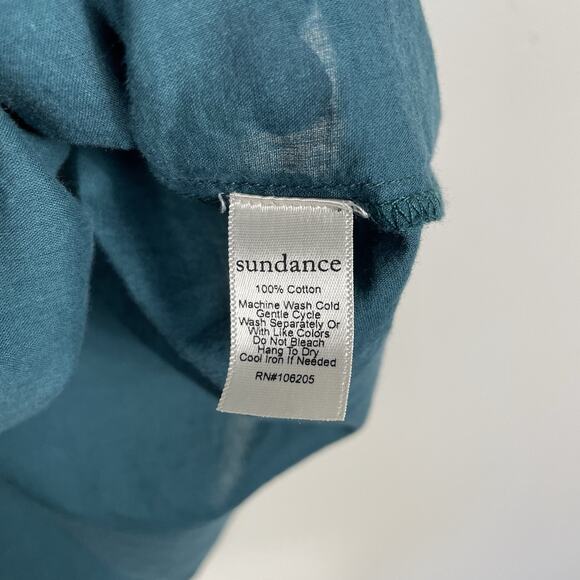 sundance
100% Cotton
Machine Wash Cold
Gentle Cycle
Wash Separately Or
With Like Colors
Do Not Bleach
Hang To Dry
Cool Iron If Needed
RN#106205